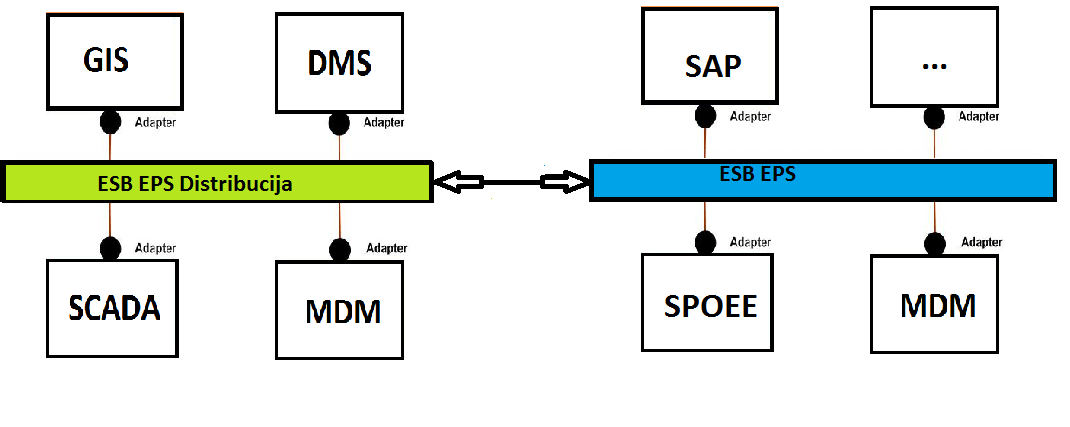 GIS
DMS
SAP
...
Adapter
Adapter
Adapter
Adapter
ESB EPS Distribucija
ESB EPS
Adapter
Adapter
Adapter
Adapter
SCADA
MDM
SPOEE
MDM